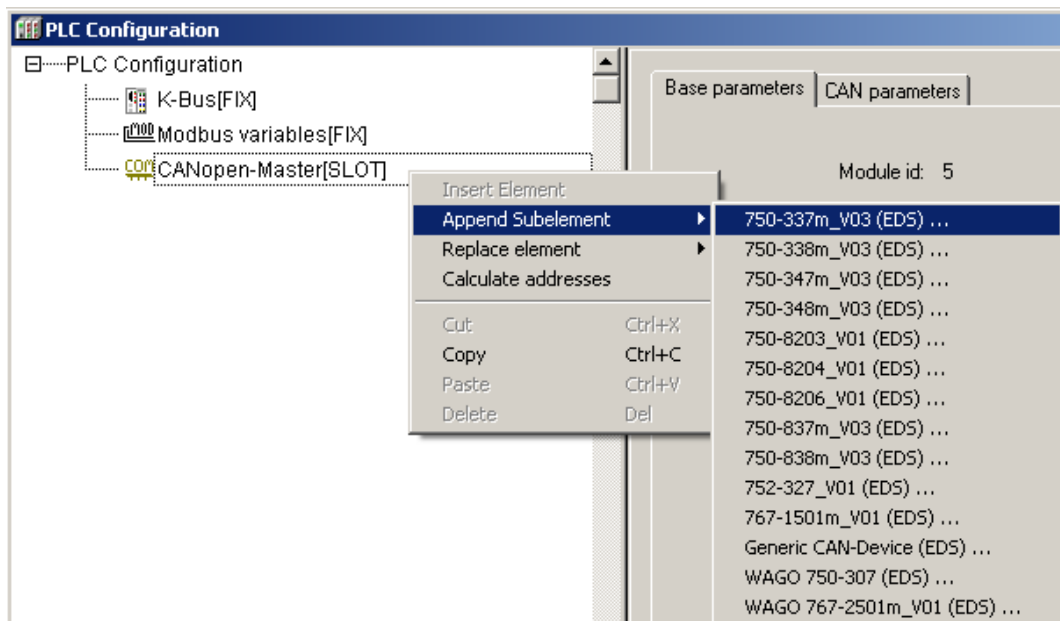 PLC Configuration
PLC Configuration
K-Bus[FIX]
Modbus variables[FIX]
CANopen-Master[SLOT]
Base parameters
CAN parameters
Module id: 5
Insert Element
Append Subelement
Replace element
Calculate addresses
Cut Ctrl+X
Copy Ctrl+C
Paste Ctrl+V
Delete Del
750-337m_V03 (EDS) ...
750-338m_V03 (EDS) ...
750-347m_V03 (EDS) ...
750-348m_V03 (EDS) ...
750-8203_V01 (EDS) ...
750-8204_V01 (EDS) ...
750-8206_V01 (EDS) ...
750-837m_V03 (EDS) ...
750-838m_V03 (EDS) ...
752-327_V01 (EDS) ...
767-1501m_V01 (EDS) ...
Generic CAN-Device (EDS) ...
WAGO 750-307 (EDS) ...
WAGO 767-2501m_V01 (EDS) ...